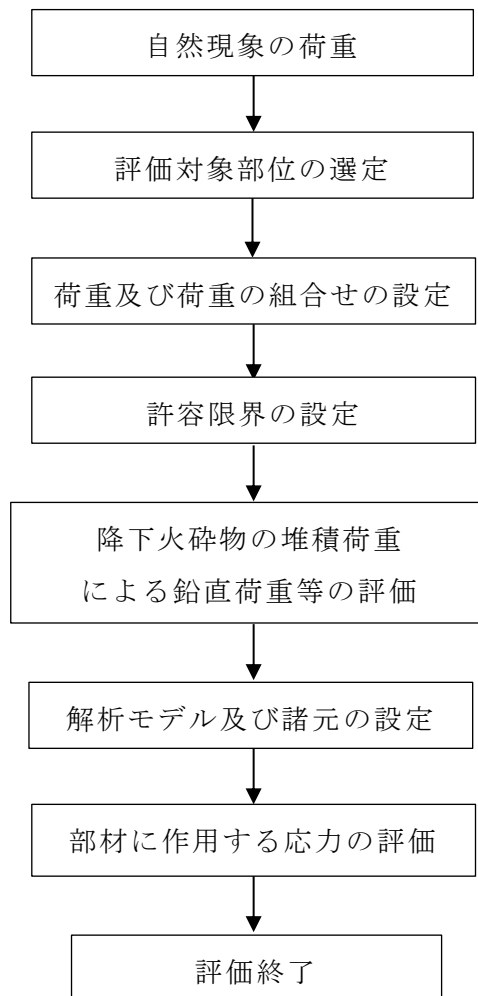 自然現象の荷重
評価対象部位の選定
荷重及び荷重の組合せの設定
許容限界の設定
降下火砕物の堆積荷重
による鉛直荷重等の評価
解析モデル及び諸元の設定
部材に作用する応力の評価
評価終了